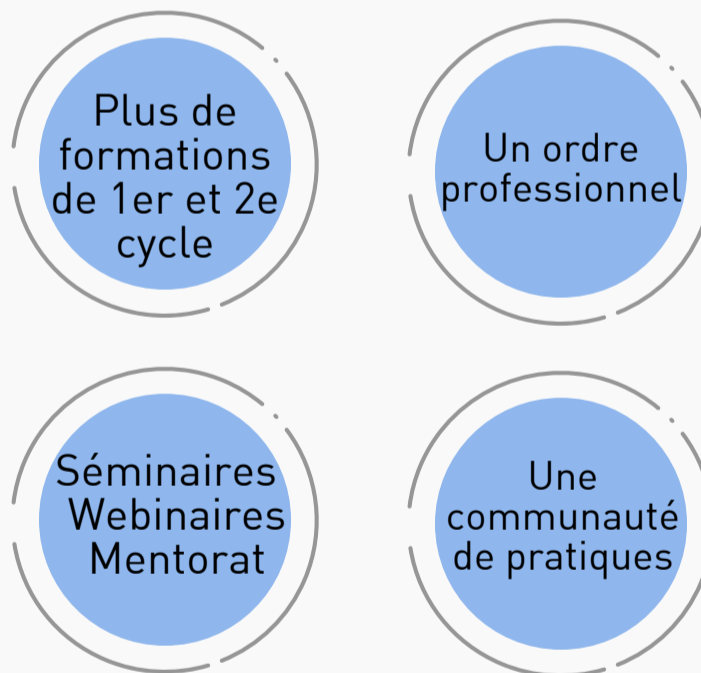 Plus de
formations
de 1er et 2e
cycle
Un ordre
professionnel
Séminaires
Webinaires
Mentorat
Une
communauté
de pratiques